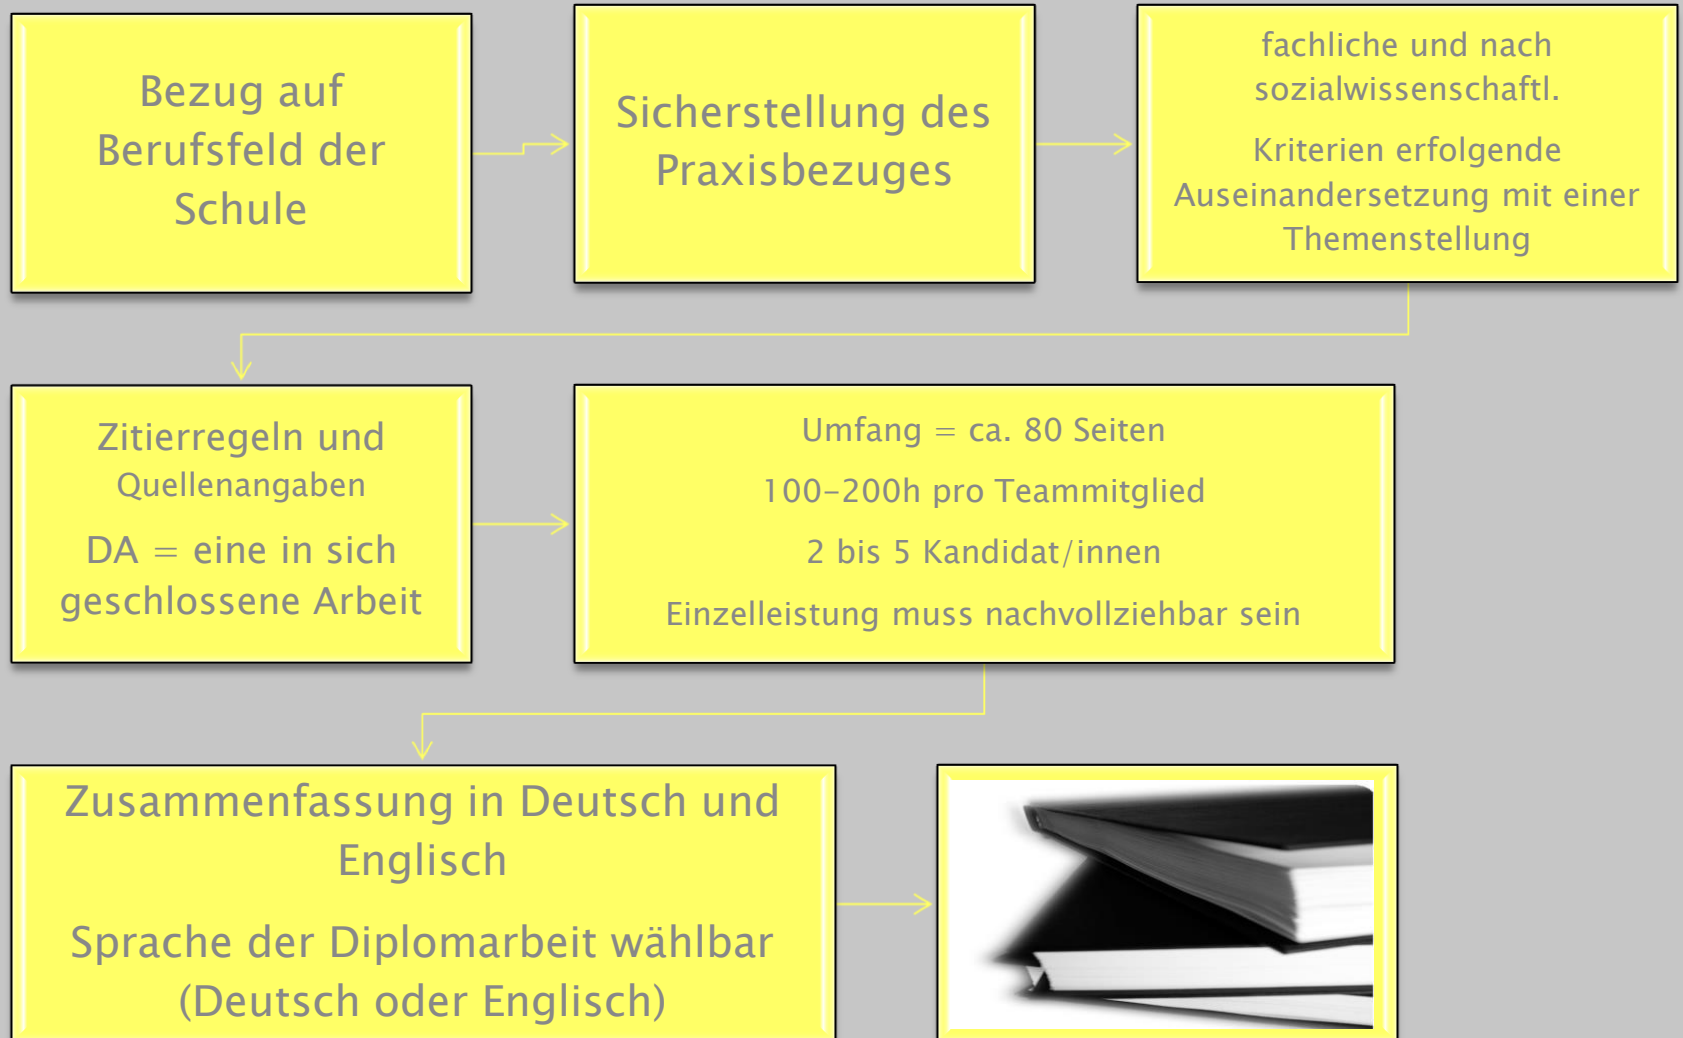 Bezug auf
Berufsfeld der
Schule
Sicherstellung des
Praxisbezuges
fachliche und nach
sozialwissenschaftl.
Kriterien erfolgende
Auseinandersetzung mit einer
Themenstellung
Zitierregeln und
Quellenangaben
DA = eine in sich
geschlossene Arbeit
Umfang = ca. 80 Seiten
100-200h pro Teammitglied
2 bis 5 Kandidat/innen
Einzelleistung muss nachvollziehbar sein
Zusammenfassung in Deutsch und
Englisch
Sprache der Diplomarbeit wählbar
(Deutsch oder Englisch)